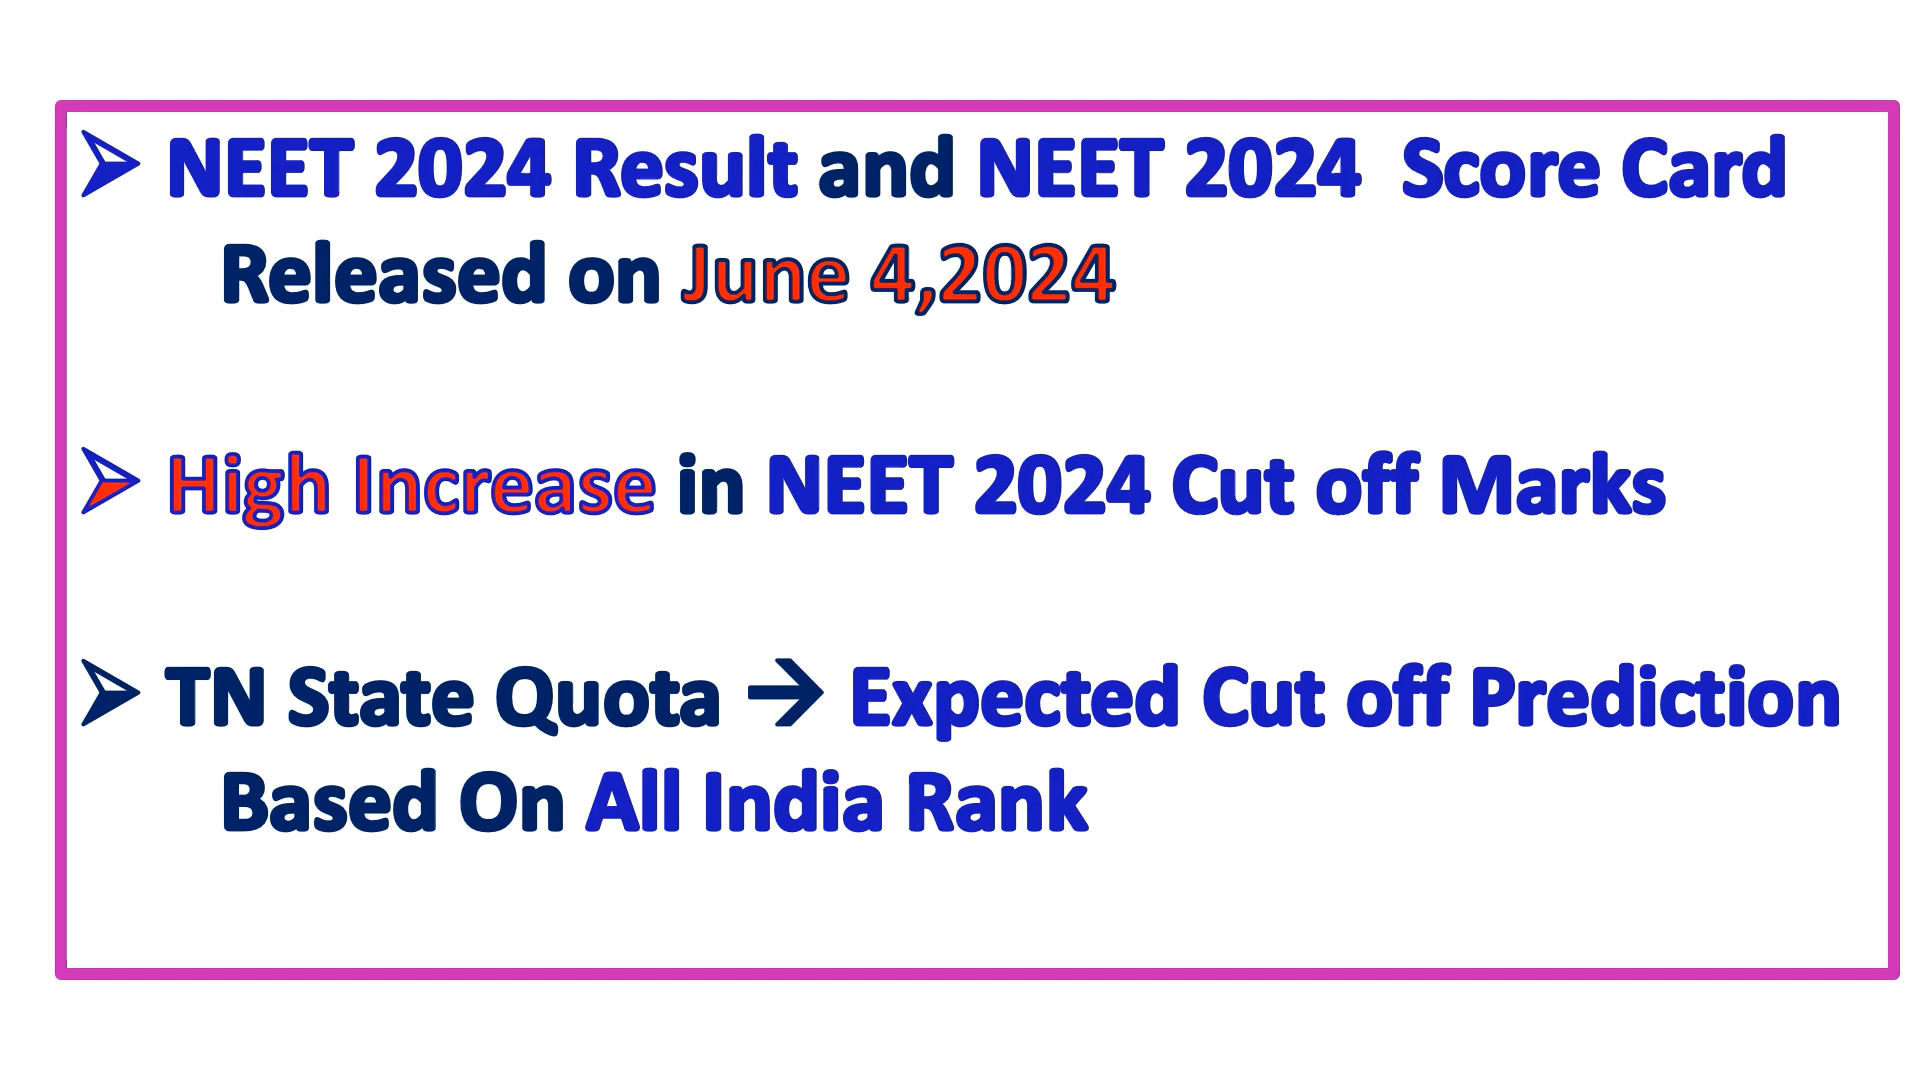 ➢ NEET 2024 Result and NEET 2024  Score Card
Released on June 4,2024
➢ High Increase in NEET 2024 Cut off Marks
➢ TN State Quota → Expected Cut off Prediction
Based On All India Rank